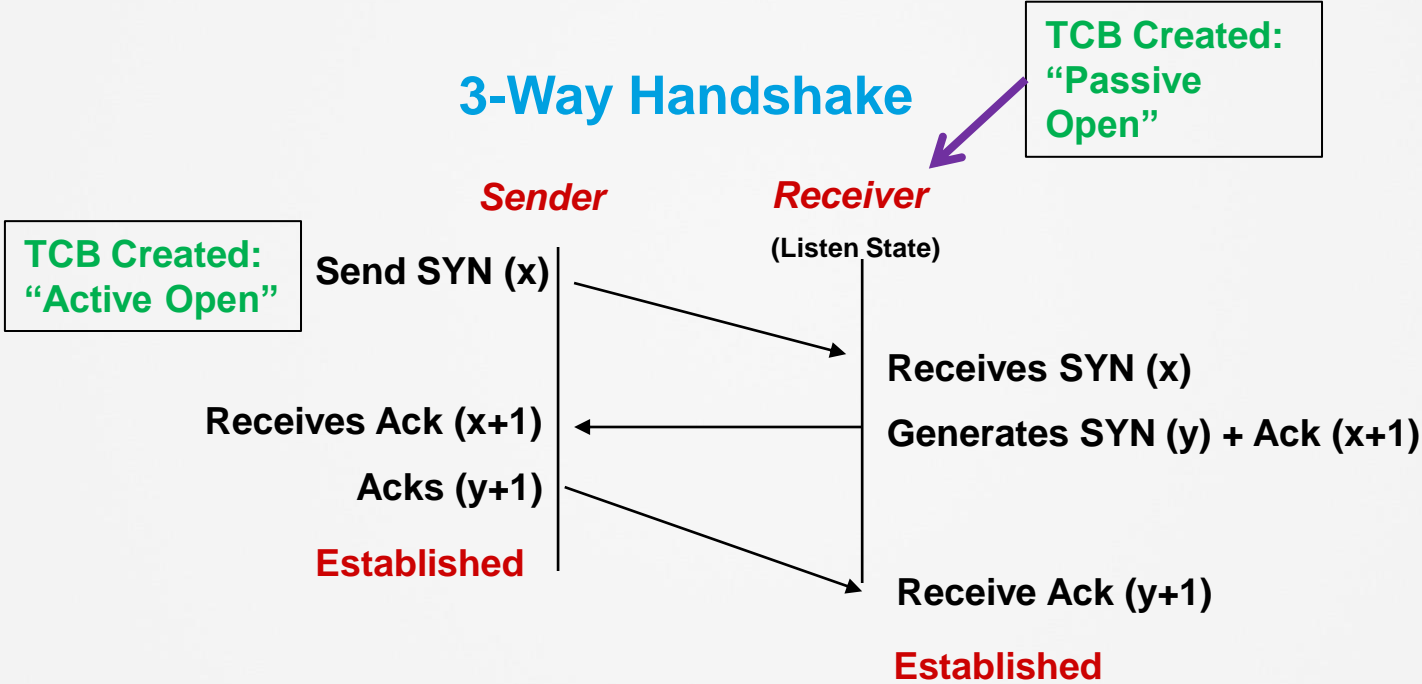 3-Way Handshake
TCB Created:
“Passive
Open”
Sender
Receiver
(Listen State)
TCB Created:
“Active Open”
Send SYN (x)
Receives SYN (x)
Receives Ack (x+1)
Generates SYN (y) + Ack (x+1)
Acks (y+1)
Established
Receive Ack (y+1)
Established